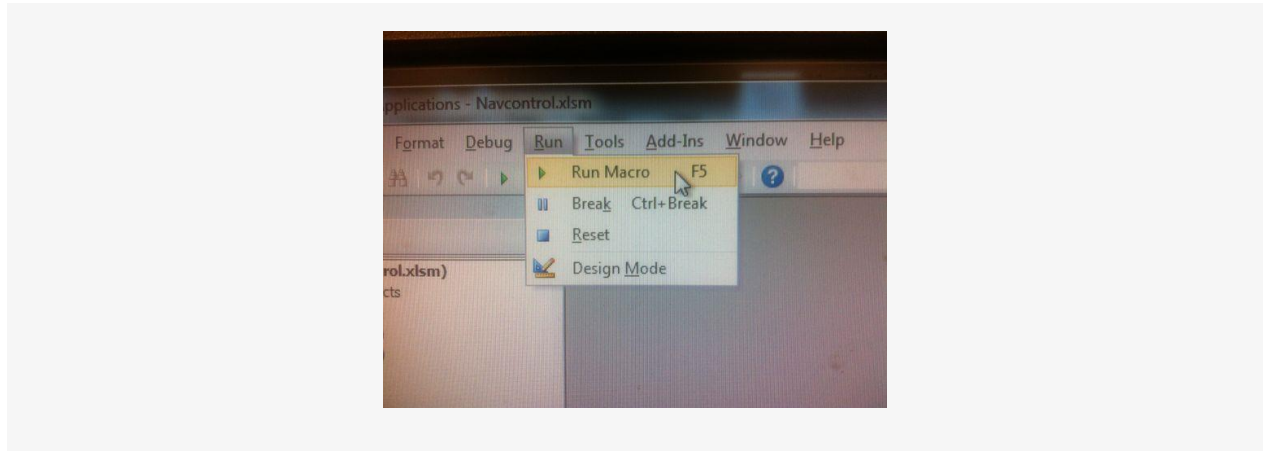 pplications - Navcontrol.xlsm
Format Debug Run Tools Add-Ins Window Help
Run Macro F5
Break Ctrl+Break
Reset
rol.xlsm)
Design Mode
cts